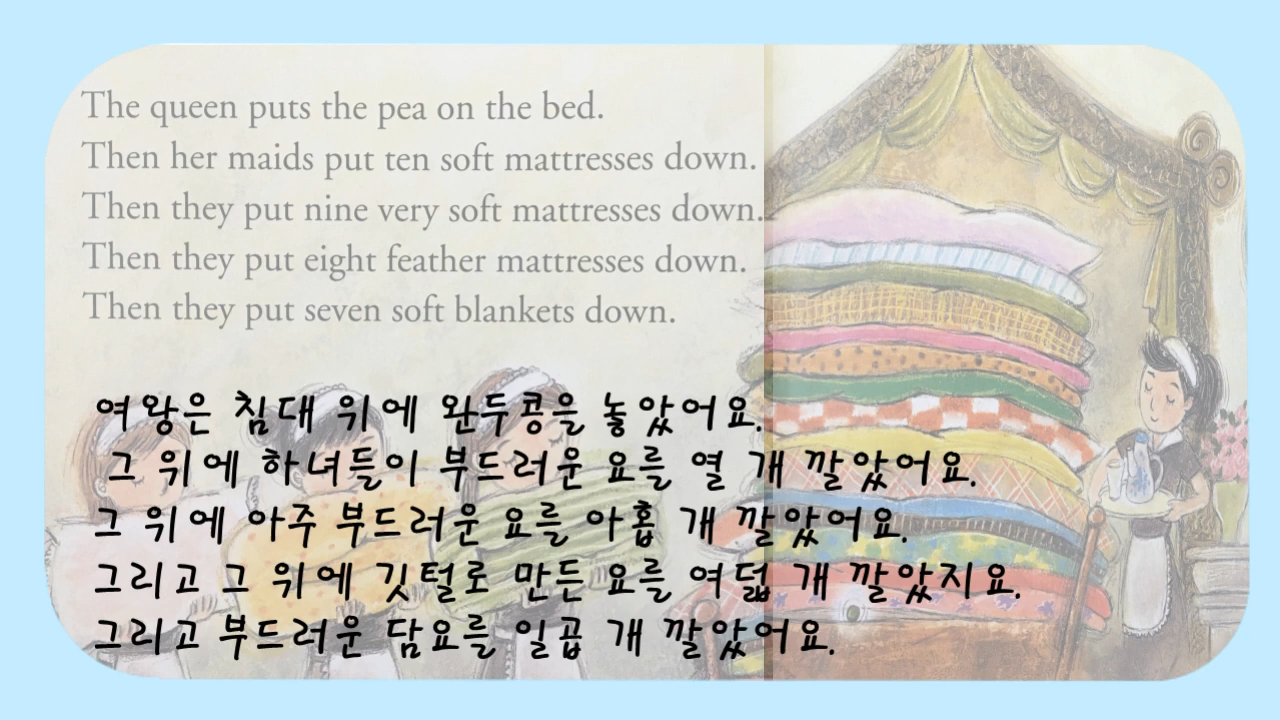 The queen puts the pea on the bed.
Then her maids put ten soft mattresses down.
Then they put nine very soft mattresses down.
Then they put eight feather mattresses down.
Then they put seven soft blankets down.
여왕은 침대 위에 완두콩을 놓았어요.
그 위에 하녀들이 부드러운 요를 열 개 깔았어요.
그 위에 아주 부드러운 요를 아홉 개 깔았어요.
그리고 그 위에 깃털로 만든 요를 여덟 개 깔았지요.
그리고 부드러운 담요를 일곱 개 깔았어요.